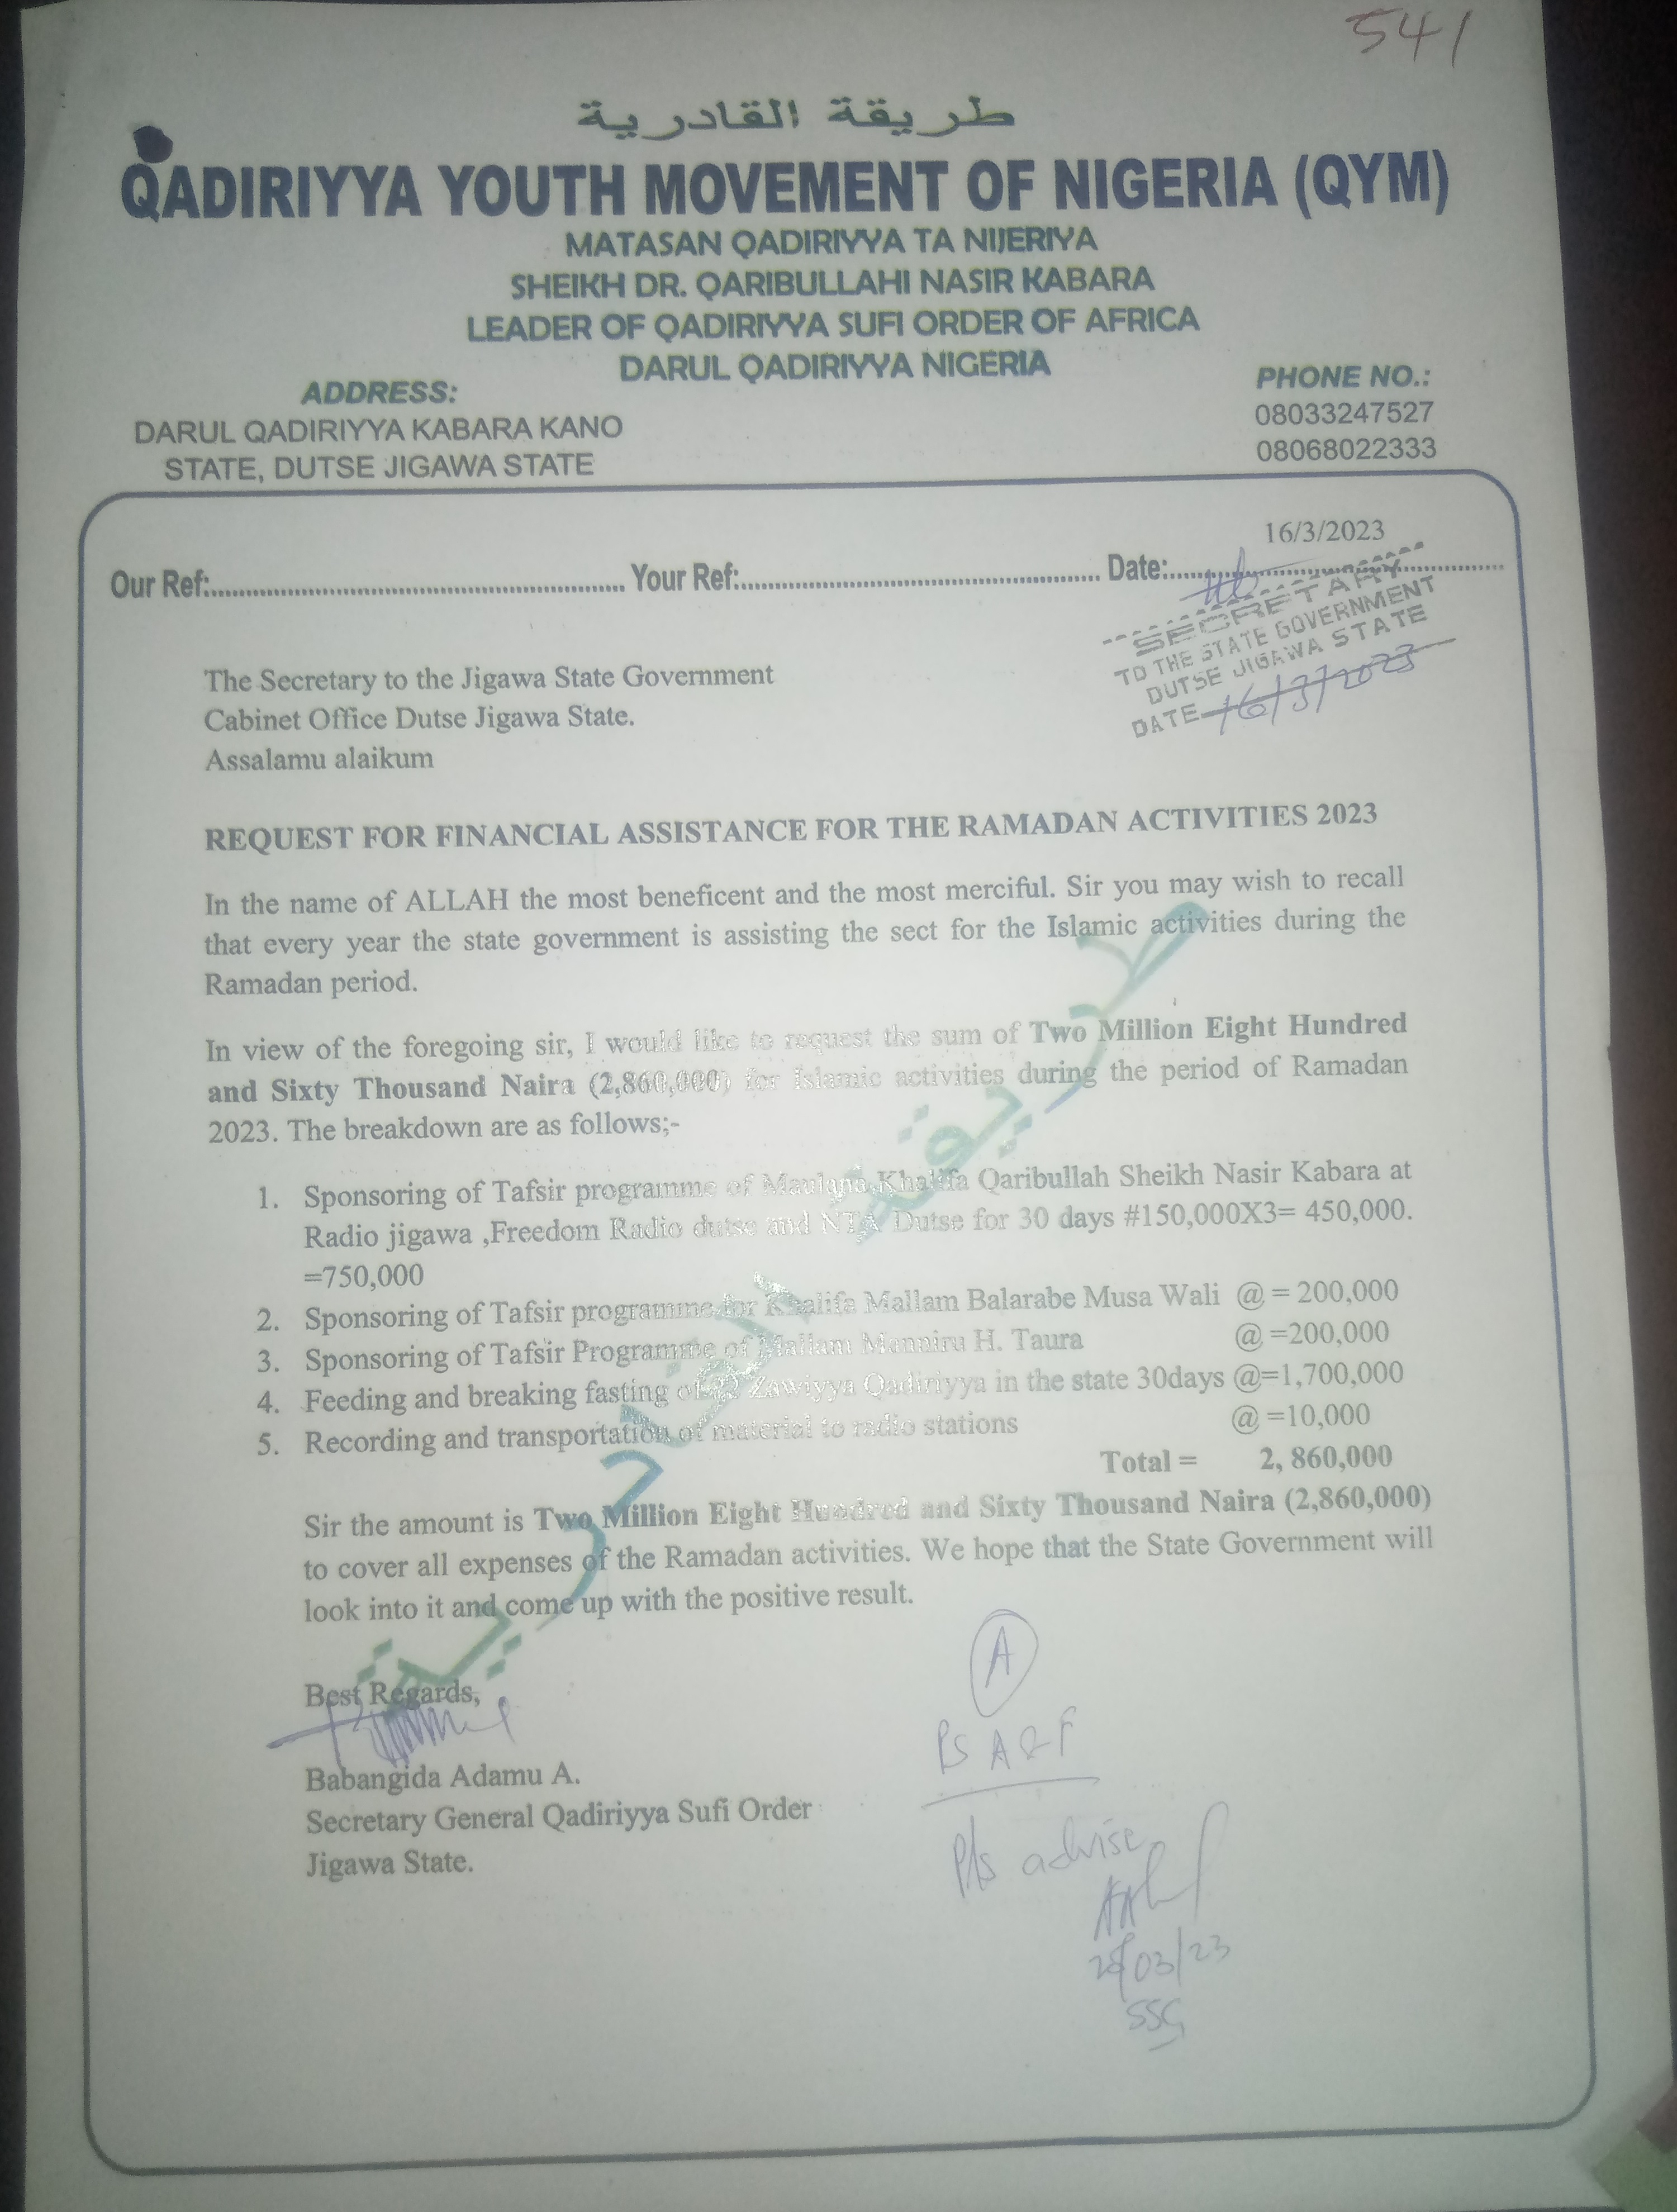 541
طريقة القادرية
QADIRIYYA YOUTH MOVEMENT OF NIGERIA (QYM)
MATASAN QADIRIYYA TA NIJERIYA
SHEIKH DR. QARIBULLAHI NASIR KABARA
LEADER OF QADIRIYYA SUFI ORDER OF AFRICA
DARUL QADIRIYYA NIGERIA
ADDRESS:
DARUL QADIRIYYA KABARA KANO
STATE, DUTSE JIGAWA STATE
PHONE NO.:
08033247527
08068022333
16/3/2023
Our Ref:.......... Your Ref:.......... Date:..........
SECRETARY
TO THE STATE GOVERNMENT
DUTSE JIGAWA STATE
DATE 16/3/2023
The Secretary to the Jigawa State Government
Cabinet Office Dutse Jigawa State.
Assalamu alaikum
REQUEST FOR FINANCIAL ASSISTANCE FOR THE RAMADAN ACTIVITIES 2023
In the name of ALLAH the most beneficent and the most merciful. Sir you may wish to recall
that every year the state government is assisting the sect for the Islamic activities during the
Ramadan period.
In view of the foregoing sir, I would like to request the sum of Two Million Eight Hundred
and Sixty Thousand Naira (2,860,000) for Islamic activities during the period of Ramadan
2023. The breakdown are as follows;-
1. Sponsoring of Tafsir programme of Maulana Khalifa Qaribullah Sheikh Nasir Kabara at
Radio jigawa ,Freedom Radio dutse and NTA Dutse for 30 days #150,000X3= 450,000.
=750,000
2. Sponsoring of Tafsir programme for Khalifa Mallam Balarabe Musa Wali @ = 200,000
3. Sponsoring of Tafsir Programme of Mallam Menniru H. Taura @ =200,000
4. Feeding and breaking fasting of Zawiyya Qadiriyya in the state 30days @=1,700,000
5. Recording and transportation of material to radio stations @ =10,000
Total = 2, 860,000
Sir the amount is Two Million Eight Hundred and Sixty Thousand Naira (2,860,000)
to cover all expenses of the Ramadan activities. We hope that the State Government will
look into it and come up with the positive result.
Best Regards,
Babangida Adamu A.
Secretary General Qadiriyya Sufi Order
Jigawa State.
A
PS A&F
Pls advise
/03/23
SSG
طريقة القادرية